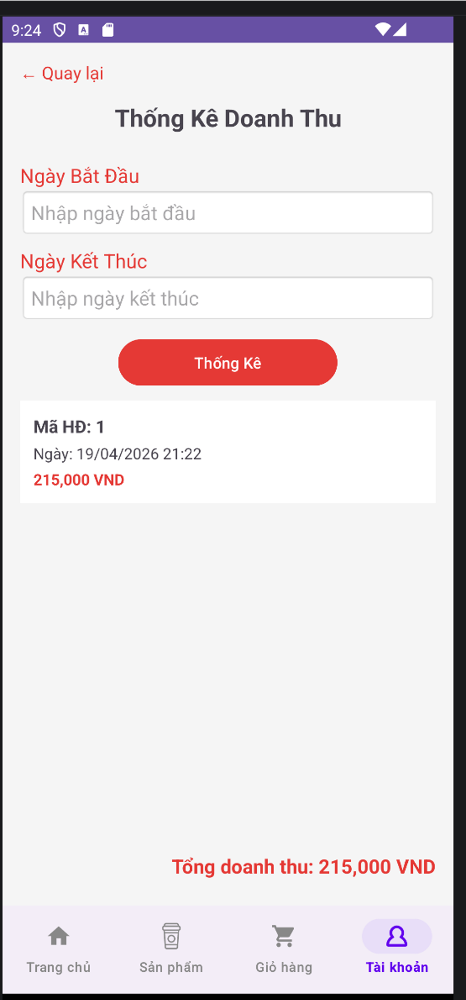 9:24
← Quay lại
Thống Kê Doanh Thu
Ngày Bắt Đầu
Nhập ngày bắt đầu
Ngày Kết Thúc
Nhập ngày kết thúc
Thống Kê
Mã HĐ: 1
Ngày: 19/04/2026 21:22
215,000 VND
Tổng doanh thu: 215,000 VND
Trang chủ Sản phẩm Giỏ hàng Tài khoản